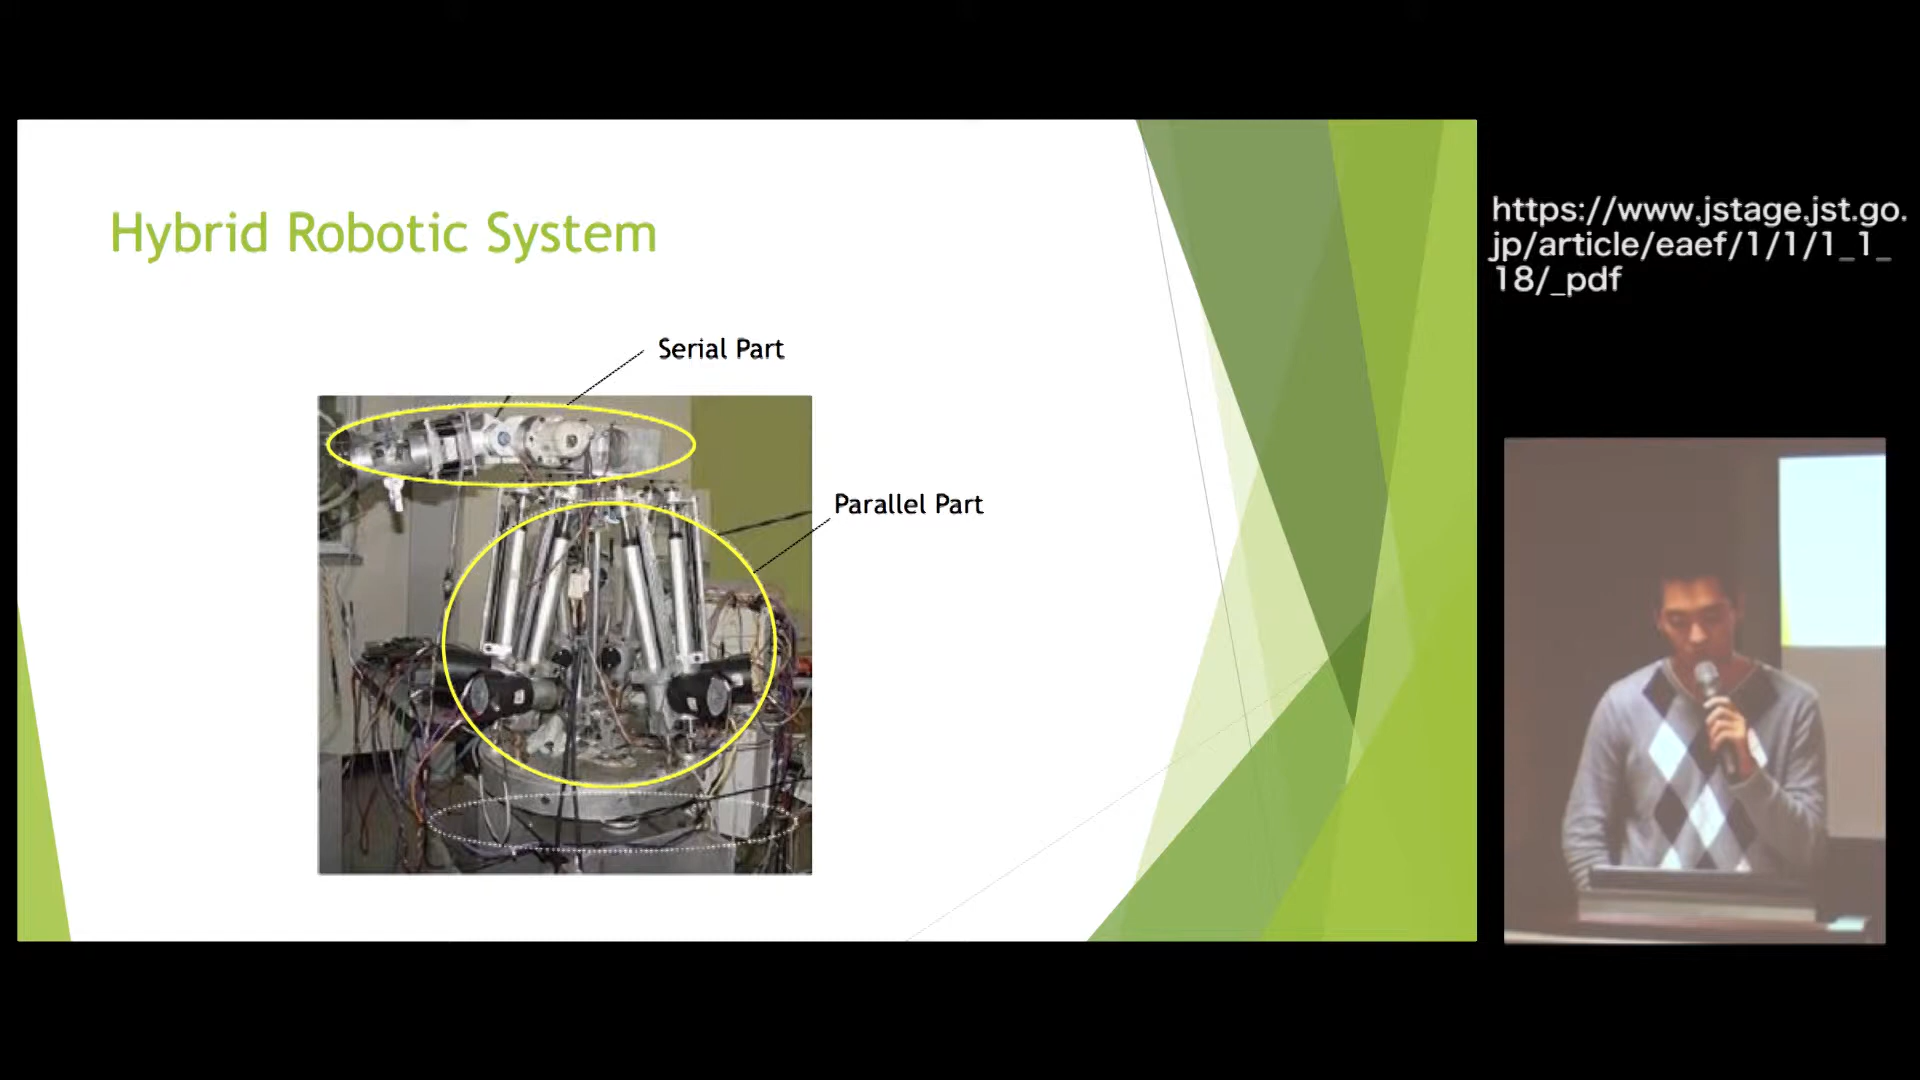 Hybrid Robotic System
Serial Part
Parallel Part
https://www.jstage.jst.go.
jp/article/eaef/1/1/1_1_
18/_pdf